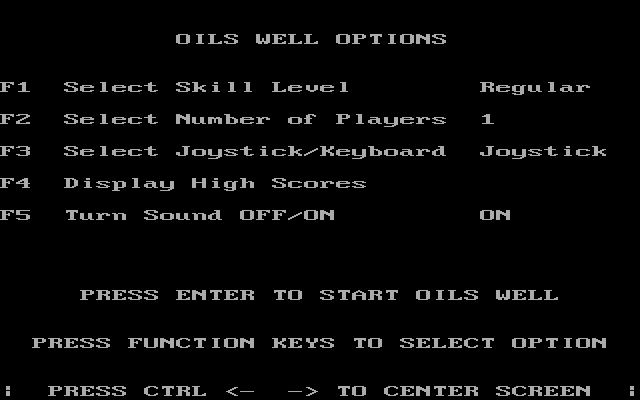 OILS WELL OPTIONS
F1 Select Skill Level Regular
F2 Select Number of Players 1
F3 Select Joystick/Keyboard Joystick
F4 Display High Scores
F5 Turn Sound OFF/ON ON
PRESS ENTER TO START OILS WELL
PRESS FUNCTION KEYS TO SELECT OPTION
¦ PRESS CTRL <- -> TO CENTER SCREEN ¦